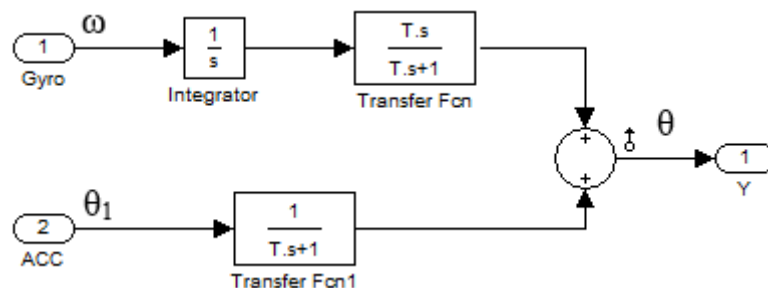 ω
1
Gyro
1
s
Integrator
T.s
T.s+1
Transfer Fcn
+
+
θ
1
Y
θ1
2
ACC
1
T.s+1
Transfer Fcn1